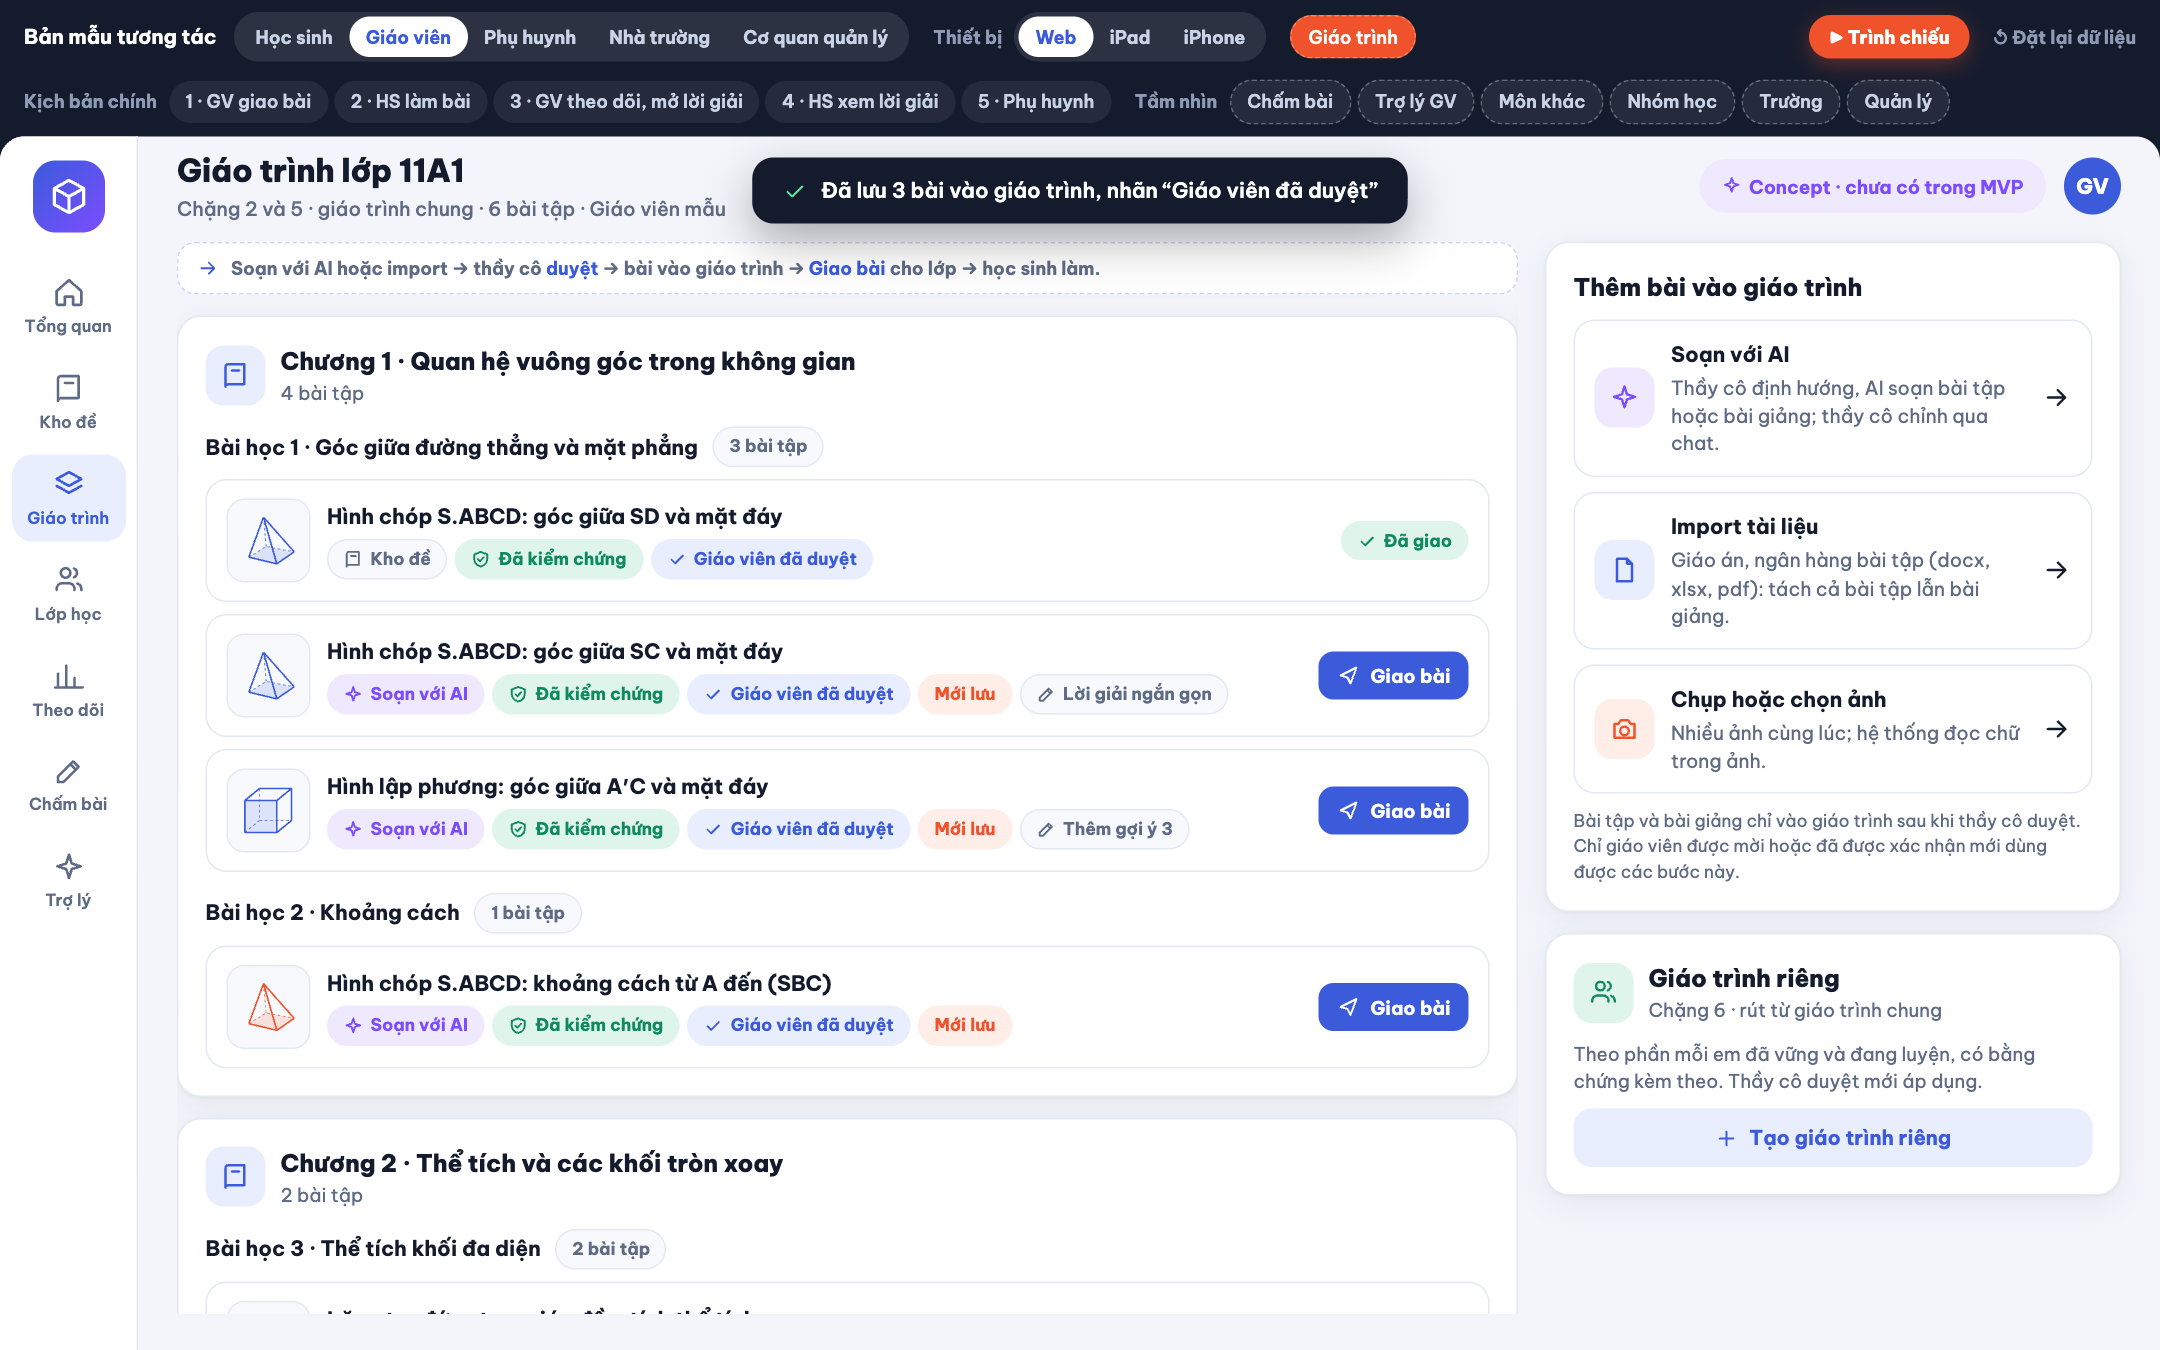 Bản mẫu tương tác
Học sinh
Giáo viên
Phụ huynh
Nhà trường
Cơ quan quản lý
Thiết bị
Web
iPad
iPhone
Giáo trình
Trình chiếu
Đặt lại dữ liệu
Kịch bản chính
1 · GV giao bài
2 · HS làm bài
3 · GV theo dõi, mở lời giải
4 · HS xem lời giải
5 · Phụ huynh
Tầm nhìn
Chấm bài
Trợ lý GV
Môn khác
Nhóm học
Trường
Quản lý
Tổng quan
Kho đề
Giáo trình
Lớp học
Theo dõi
Chấm bài
Trợ lý
Giáo trình lớp 11A1
Chặng 2 và 5 · giáo trình chung · 6 bài tập · Giáo viên mẫu
Đã lưu 3 bài vào giáo trình, nhãn “Giáo viên đã duyệt”
Concept · chưa có trong MVP
GV
→ Soạn với AI hoặc import → thầy cô duyệt → bài vào giáo trình → Giao bài cho lớp → học sinh làm.
Chương 1 · Quan hệ vuông góc trong không gian
4 bài tập
Bài học 1 · Góc giữa đường thẳng và mặt phẳng
3 bài tập
Hình chóp S.ABCD: góc giữa SD và mặt đáy
Kho đề
Đã kiểm chứng
Giáo viên đã duyệt
Đã giao
Hình chóp S.ABCD: góc giữa SC và mặt đáy
Soạn với AI
Đã kiểm chứng
Giáo viên đã duyệt
Mới lưu
Lời giải ngắn gọn
Giao bài
Hình lập phương: góc giữa A′C và mặt đáy
Soạn với AI
Đã kiểm chứng
Giáo viên đã duyệt
Mới lưu
Thêm gợi ý 3
Giao bài
Bài học 2 · Khoảng cách
1 bài tập
Hình chóp S.ABCD: khoảng cách từ A đến (SBC)
Soạn với AI
Đã kiểm chứng
Giáo viên đã duyệt
Mới lưu
Giao bài
Chương 2 · Thể tích và các khối tròn xoay
2 bài tập
Bài học 3 · Thể tích khối đa diện
2 bài tập
Thêm bài vào giáo trình
Soạn với AI
Thầy cô định hướng, AI soạn bài tập
hoặc bài giảng; thầy cô chỉnh qua
chat.
Import tài liệu
Giáo án, ngân hàng bài tập (docx,
xlsx, pdf): tách cả bài tập lẫn bài
giảng.
Chụp hoặc chọn ảnh
Nhiều ảnh cùng lúc; hệ thống đọc chữ
trong ảnh.
Bài tập và bài giảng chỉ vào giáo trình sau khi thầy cô duyệt.
Chỉ giáo viên được mời hoặc đã được xác nhận mới dùng
được các bước này.
Giáo trình riêng
Chặng 6 · rút từ giáo trình chung
Theo phần mỗi em đã vững và đang luyện, có bằng
chứng kèm theo. Thầy cô duyệt mới áp dụng.
Tạo giáo trình riêng